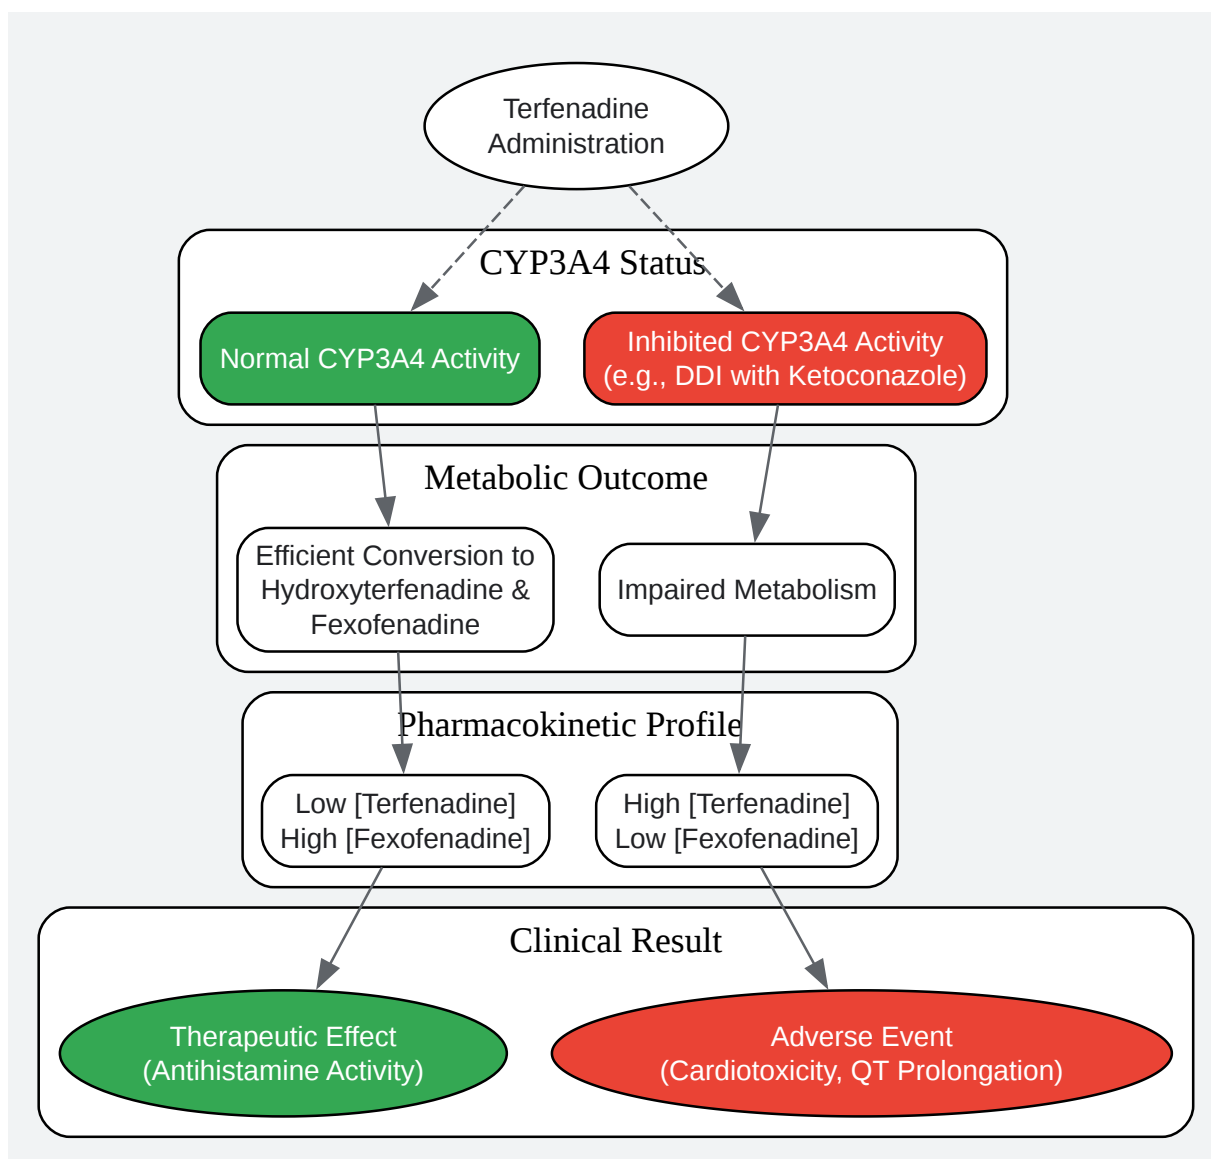 Terfenadine
Administration
CYP3A4 Status
Normal CYP3A4 Activity
Inhibited CYP3A4 Activity
(e.g., DDI with Ketoconazole)
Metabolic Outcome
Efficient Conversion to
Hydroxyterfenadine &
Fexofenadine
Impaired Metabolism
Pharmacokinetic Profile
Low [Terfenadine]
High [Fexofenadine]
High [Terfenadine]
Low [Fexofenadine]
Clinical Result
Therapeutic Effect
(Antihistamine Activity)
Adverse Event
(Cardiotoxicity, QT Prolongation)